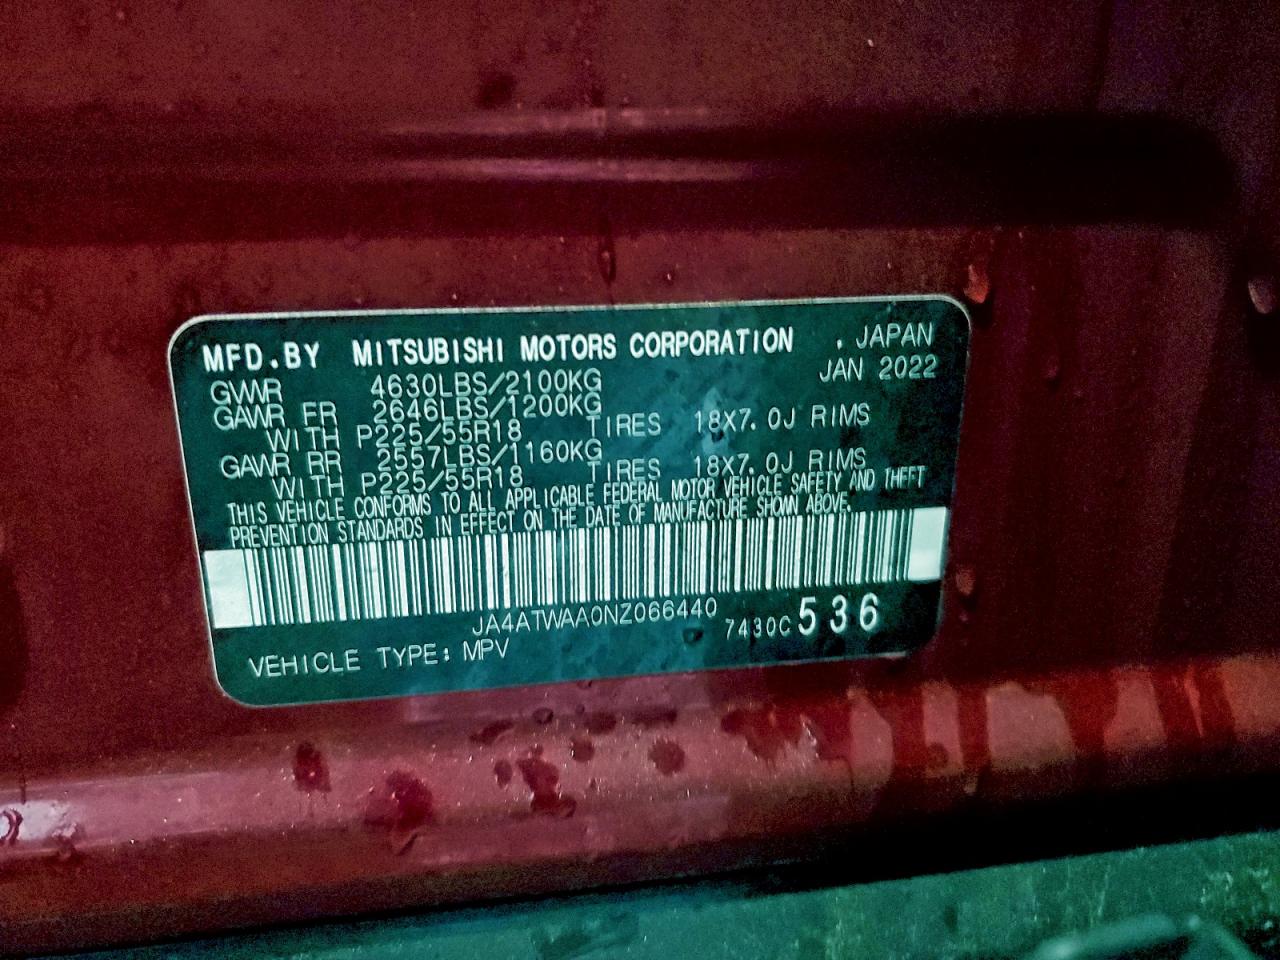 MFD.BY MITSUBISHI MOTORS CORPORATION . JAPAN
GWWR 4630LBS/2100KG JAN 2022
GAWR FR 2646LBS/1200KG
WITH P225/55R18 TIRES 18X7.0J RIMS
GAWR RR 2557LBS/1160KG
WITH P225/55R18 TIRES 18X7.0J RIMS
THIS VEHICLE CONFORMS TO ALL APPLICABLE FEDERAL MOTOR VEHICLE SAFETY AND THEFT
PREVENTION STANDARDS IN EFFECT ON THE DATE OF MANUFACTURE SHOWN ABOVE.
JA4ATWAA0NZ066440 7430C 536
VEHICLE TYPE: MPV